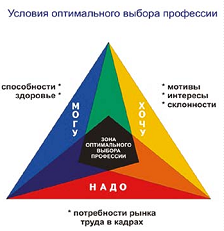 Условия оптимального выбора профессии
способности *
здоровье *
* мотивы
* интересы
* склонности
МОГУ
ХОЧУ
ЗОНА
ОПТИМАЛЬНОГО
ВЫБОРА
ПРОФЕССИИ
НАДО
* потребности рынка
труда в кадрах